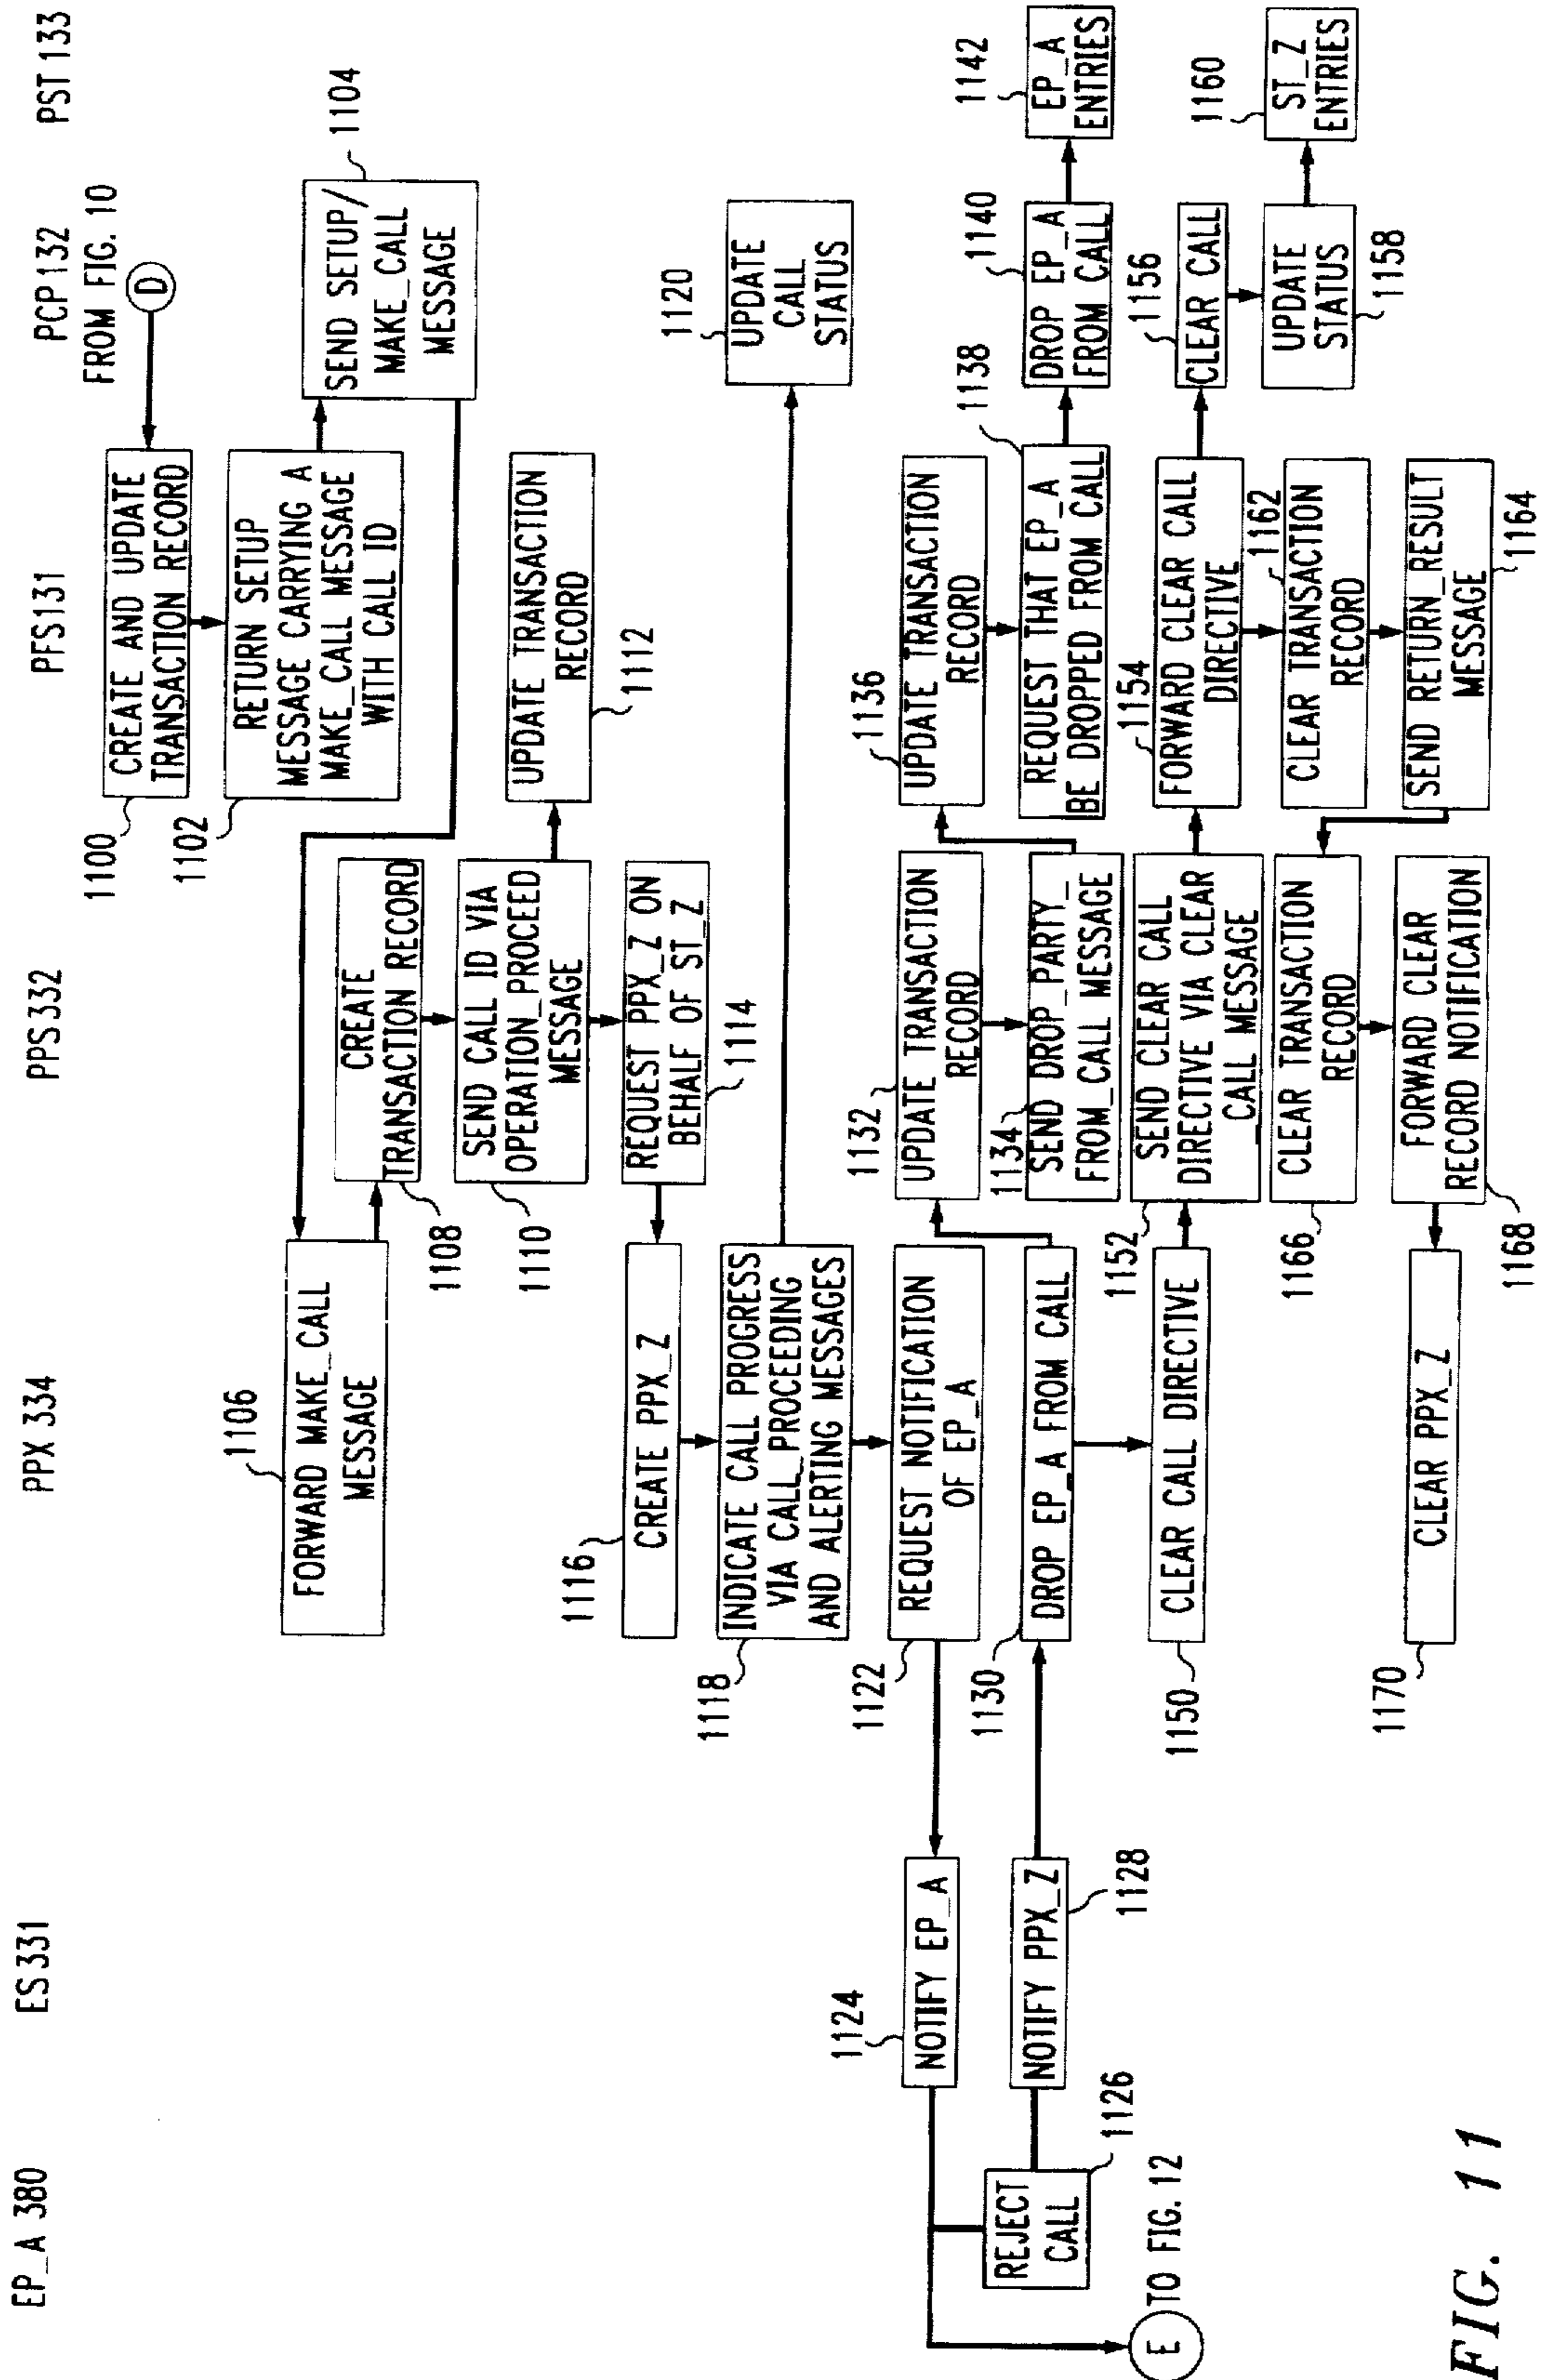 EP_A 380
ES 331
PPX 334
PPS 332
PFS 131
PCP 132
PST 133
FROM FIG. 10
D
1100
CREATE AND UPDATE
TRANSACTION RECORD
1102
RETURN SETUP
MESSAGE CARRYING A
MAKE_CALL MESSAGE
WITH CALL ID
1104
SEND SETUP/
MAKE_CALL
MESSAGE
1106
FORWARD MAKE_CALL
MESSAGE
1108
CREATE
TRANSACTION RECORD
1110
SEND CALL ID VIA
OPERATION_PROCEED
MESSAGE
1112
UPDATE TRANSACTION
RECORD
1114
REQUEST PPX_Z ON
BEHALF OF ST_Z
1116
CREATE PPX_Z
1118
INDICATE CALL PROGRESS
VIA CALL_PROCEEDING
AND ALERTING MESSAGES
1120
UPDATE
CALL
STATUS
1122
REQUEST NOTIFICATION
OF EP_A
1124
NOTIFY EP_A
1126
REJECT
CALL
1128
NOTIFY PPX_Z
1130
DROP EP_A FROM CALL
1132
UPDATE TRANSACTION
RECORD
1134
SEND DROP_PARTY_
FROM_CALL MESSAGE
1136
UPDATE TRANSACTION
RECORD
1138
REQUEST THAT EP_A
BE DROPPED FROM CALL
1140
DROP EP_A
FROM CALL
1142
EP_A
ENTRIES
1150
CLEAR CALL DIRECTIVE
1152
SEND CLEAR CALL
DIRECTIVE VIA CLEAR
_CALL MESSAGE
1154
FORWARD CLEAR CALL
DIRECTIVE
1156
CLEAR CALL
1158
UPDATE
STATUS
1160
ST_Z
ENTRIES
1162
CLEAR TRANSACTION
RECORD
1164
SEND RETURN_RESULT
MESSAGE
1166
CLEAR TRANSACTION
RECORD
1168
FORWARD CLEAR
RECORD NOTIFICATION
1170
CLEAR PPX_Z
E
TO FIG. 12
FIG. 11